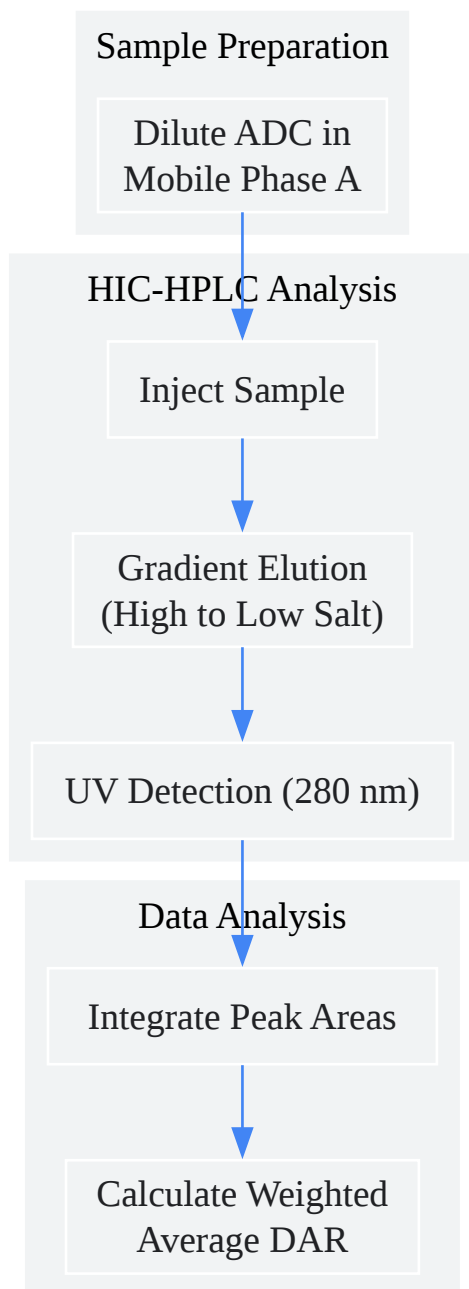 Sample Preparation
Dilute ADC in
Mobile Phase A
HIC-HPLC Analysis
Inject Sample
Gradient Elution
(High to Low Salt)
UV Detection (280 nm)
Data Analysis
Integrate Peak Areas
Calculate Weighted
Average DAR